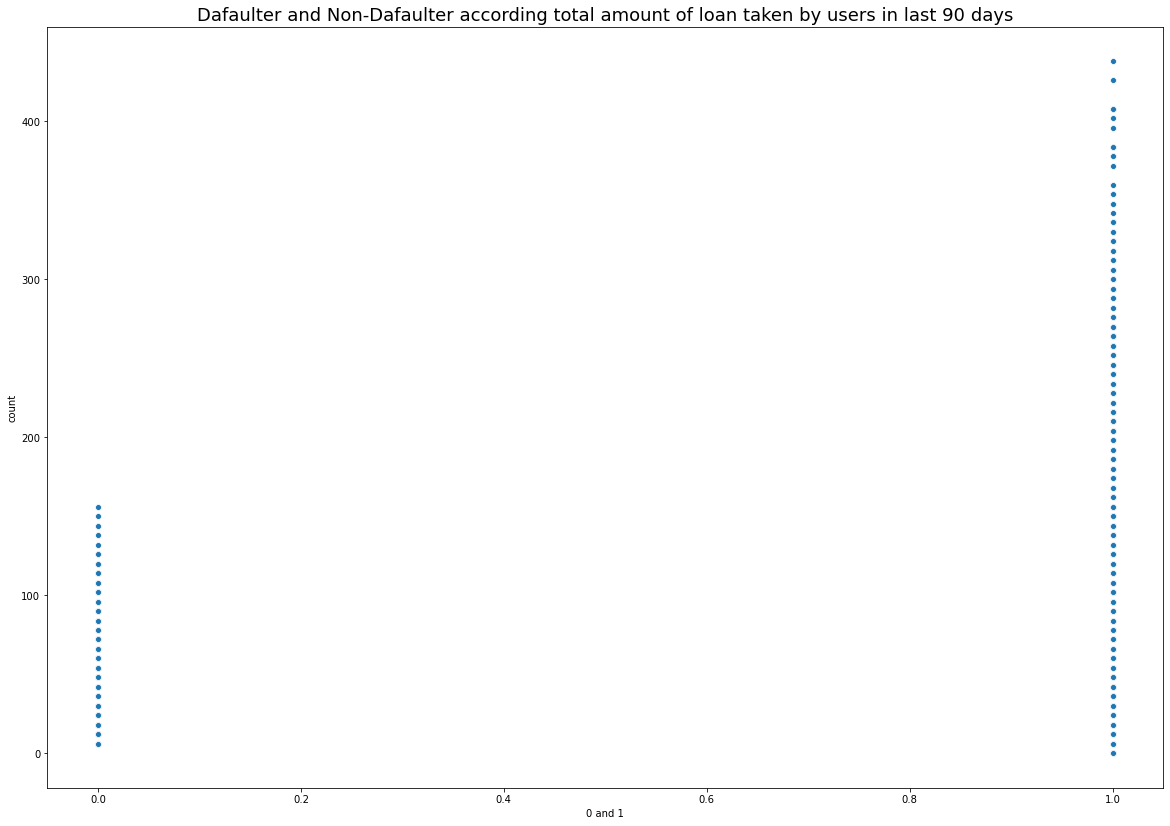 Dafaulter and Non-Dafaulter according total amount of loan taken by users in last 90 days
400
300
count
200
100
0
0.0 0.2 0.4 0.6 0.8 1.0
0 and 1